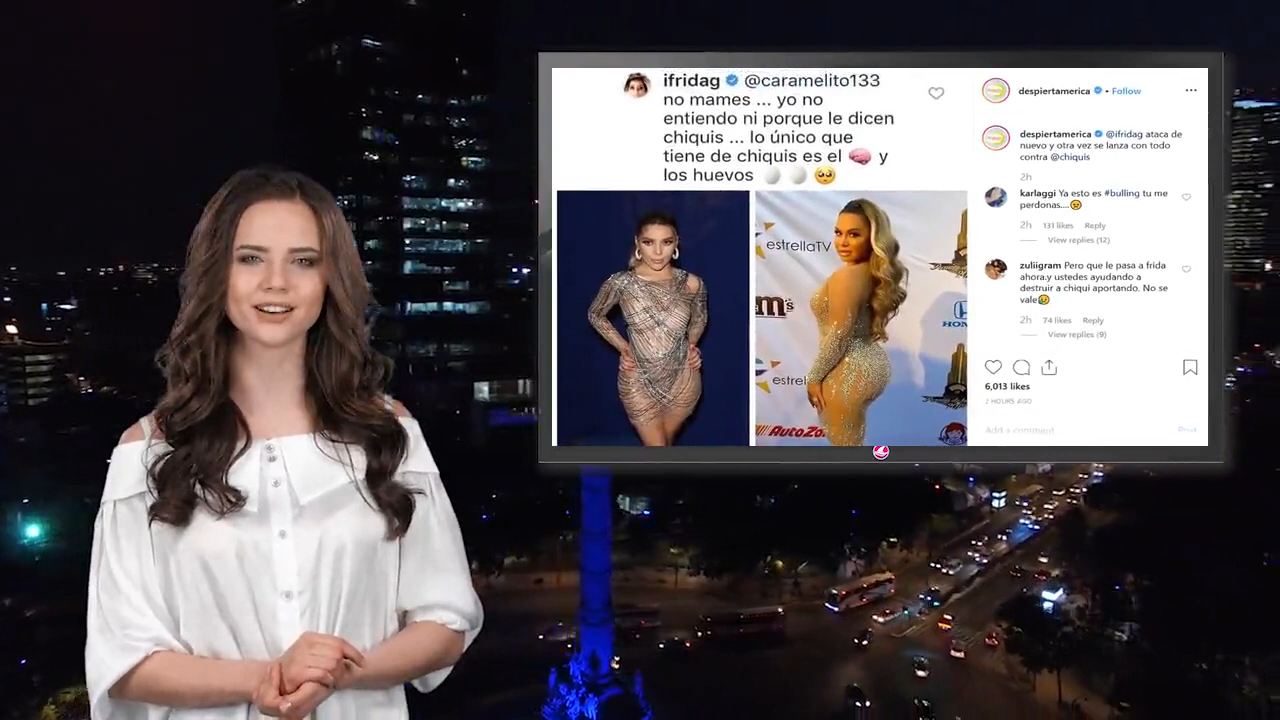 ifridag @caramelito133
no mames ... yo no
entiendo ni porque le dicen
chiquis ... lo único que
tiene de chiquis es el 🧠 y
los huevos 🥚🥚🥺
estrellaTV
m's
HON
estrel
AutoZo
despiertamerica • Follow
despiertamerica @ifridag ataca de
nuevo y otra vez se lanza con todo
contra @chiquis
2h
karlaggi Ya esto es #bulling tu me
perdonas....😠
2h 131 likes Reply
View replies (12)
zuliigram Pero que le pasa a frida
ahora.y ustedes ayudando a
destruir a chiqui aportando. No se
vale😥
2h 74 likes Reply
View replies (9)
6,013 likes
2 HOURS AGO
Add a comment
Post